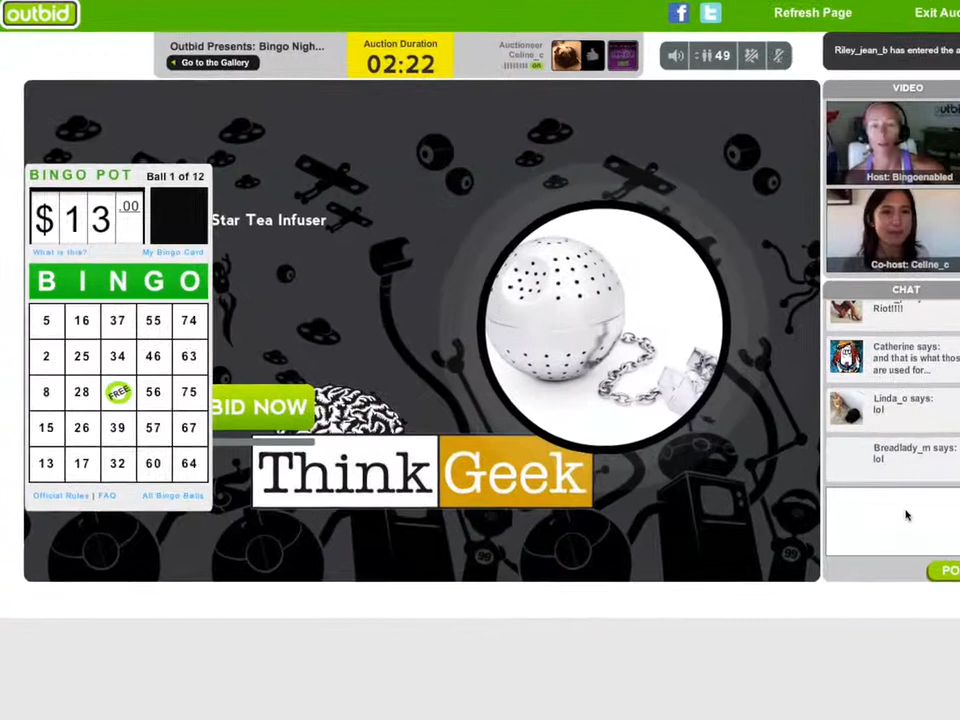 outbid
Refresh Page
Exit Auc
Outbid Presents: Bingo Nigh...
Go to the Gallery
Auction Duration
02:22
Auctioneer
Celine_c
on
49
Riley_jean_b has entered the a
VIDEO
Host: Bingoenabled
Co-host: Celine_c
BINGO POT
Ball 1 of 12
$13.00
What is this?
My Bingo Card
Star Tea Infuser
B I N G O
5 16 37 55 74
2 25 34 46 63
8 28 FREE 56 75
15 26 39 57 67
13 17 32 60 64
Official Rules | FAQ
All Bingo Balls
BID NOW
ThinkGeek
99
99
CHAT
Riot!!!!
Catherine says:
and that is what thos
are used for...
Linda_o says:
lol
Breadlady_m says:
lol
PO